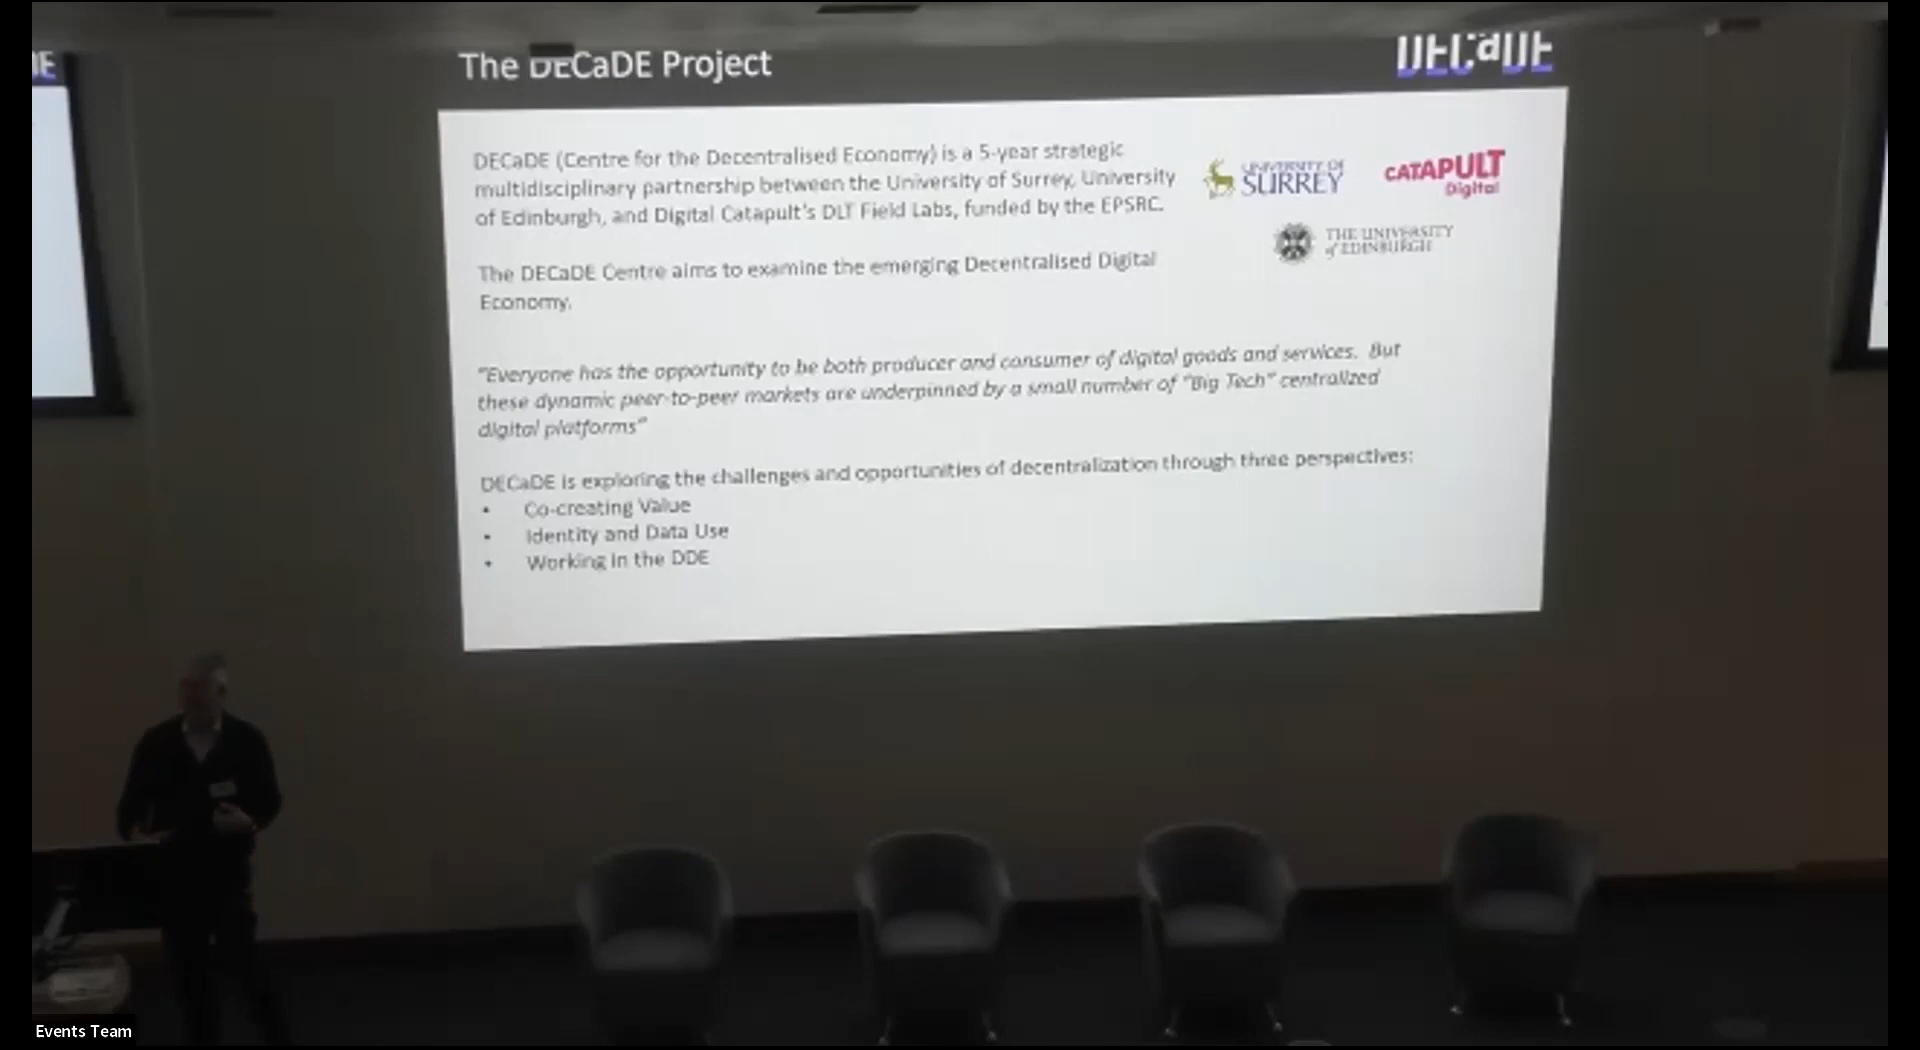 The DECaDE Project
DECaDE
DE
DECaDE (Centre for the Decentralised Economy) is a 5-year strategic
multidisciplinary partnership between the University of Surrey, University
of Edinburgh, and Digital Catapult's DLT Field Labs, funded by the EPSRC.
UNIVERSITY OF
SURREY
CATAPULT
Digital
THE UNIVERSITY
of EDINBURGH
The DECaDE Centre aims to examine the emerging Decentralised Digital
Economy.
"Everyone has the opportunity to be both producer and consumer of digital goods and services. But
these dynamic peer-to-peer markets are underpinned by a small number of "Big Tech" centralized
digital platforms"
DECaDE is exploring the challenges and opportunities of decentralization through three perspectives:
• Co-creating Value
• Identity and Data Use
• Working in the DDE
Events Team